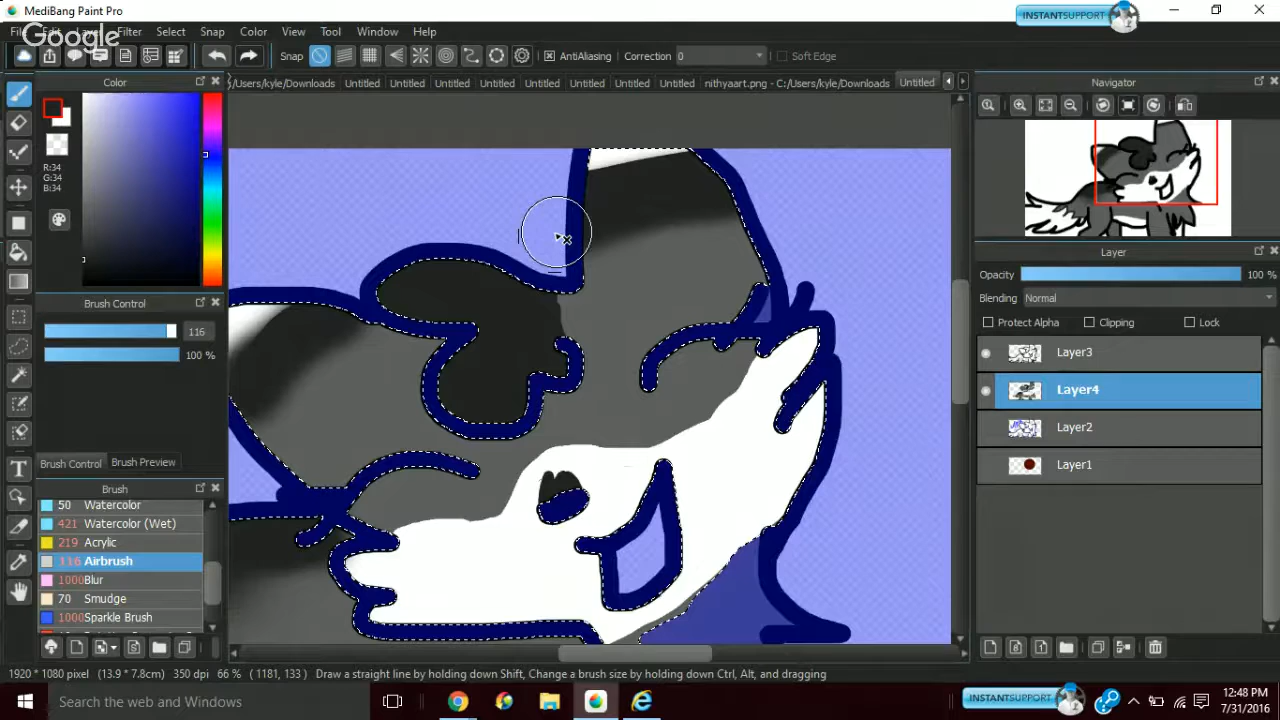 MediBang Paint Pro
INSTANTSUPPORT
File Edit Layer Filter Select Snap Color View Tool Window Help
Google
Snap AntiAliasing Correction 0 Soft Edge
Color
/Users/kyle/Downloads Untitled Untitled Untitled Untitled Untitled Untitled Untitled nithyaart.png - C:/Users/kyle/Downloads Untitled
Navigator
R:34
G:34
B:34
Brush Control
116
100 %
Brush Control Brush Preview
Brush
50 Watercolor
421 Watercolor (Wet)
219 Acrylic
116 Airbrush
1000 Blur
70 Smudge
1000 Sparkle Brush
Layer
Opacity 100 %
Blending Normal
Protect Alpha Clipping Lock
Layer3
Layer4
Layer2
Layer1
1920 * 1080 pixel (13.9 * 7.8cm) 350 dpi 66 % ( 1181, 133 ) Draw a straight line by holding down Shift, Change a brush size by holding down Ctrl, Alt, and dragging
Search the web and Windows
INSTANTSUPPORT
12:48 PM
7/31/2016